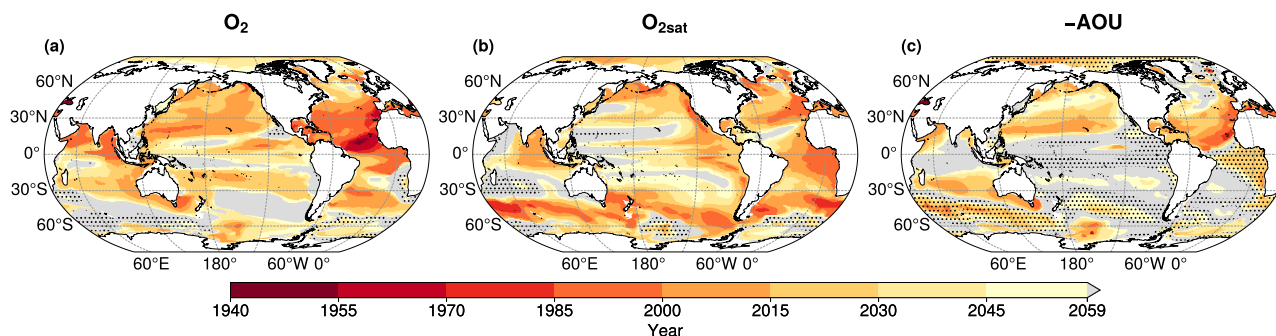 O₂ O₂sat −AOU
(a) (b) (c)
60°N 60°N 60°N
30°N 30°N 30°N
0° 0° 0°
30°S 30°S 30°S
60°S 60°S 60°S
60°E 180° 60°W 0° 60°E 180° 60°W 0° 60°E 180° 60°W 0°
1940 1955 1970 1985 2000 2015 2030 2045 2059
Year